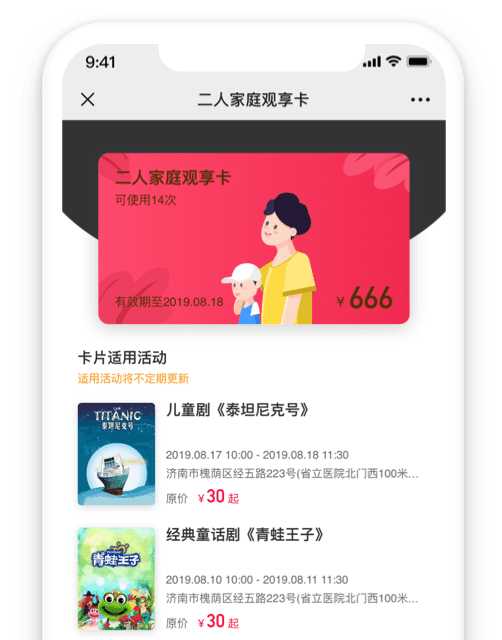 9:41
二人家庭观享卡
二人家庭观享卡
可使用14次
有效期至2019.08.18
￥666
卡片适用活动
适用活动将不定期更新
TITANIC
泰坦尼克号
儿童剧《泰坦尼克号》
2019.08.17 10:00 - 2019.08.18 11:30
济南市槐荫区经五路223号(省立医院北门西100米…
原价 ￥30 起
青蛙王子
经典童话剧《青蛙王子》
2019.08.10 10:00 - 2019.08.11 11:30
济南市槐荫区经五路223号(省立医院北门西100米…
原价 ￥30 起